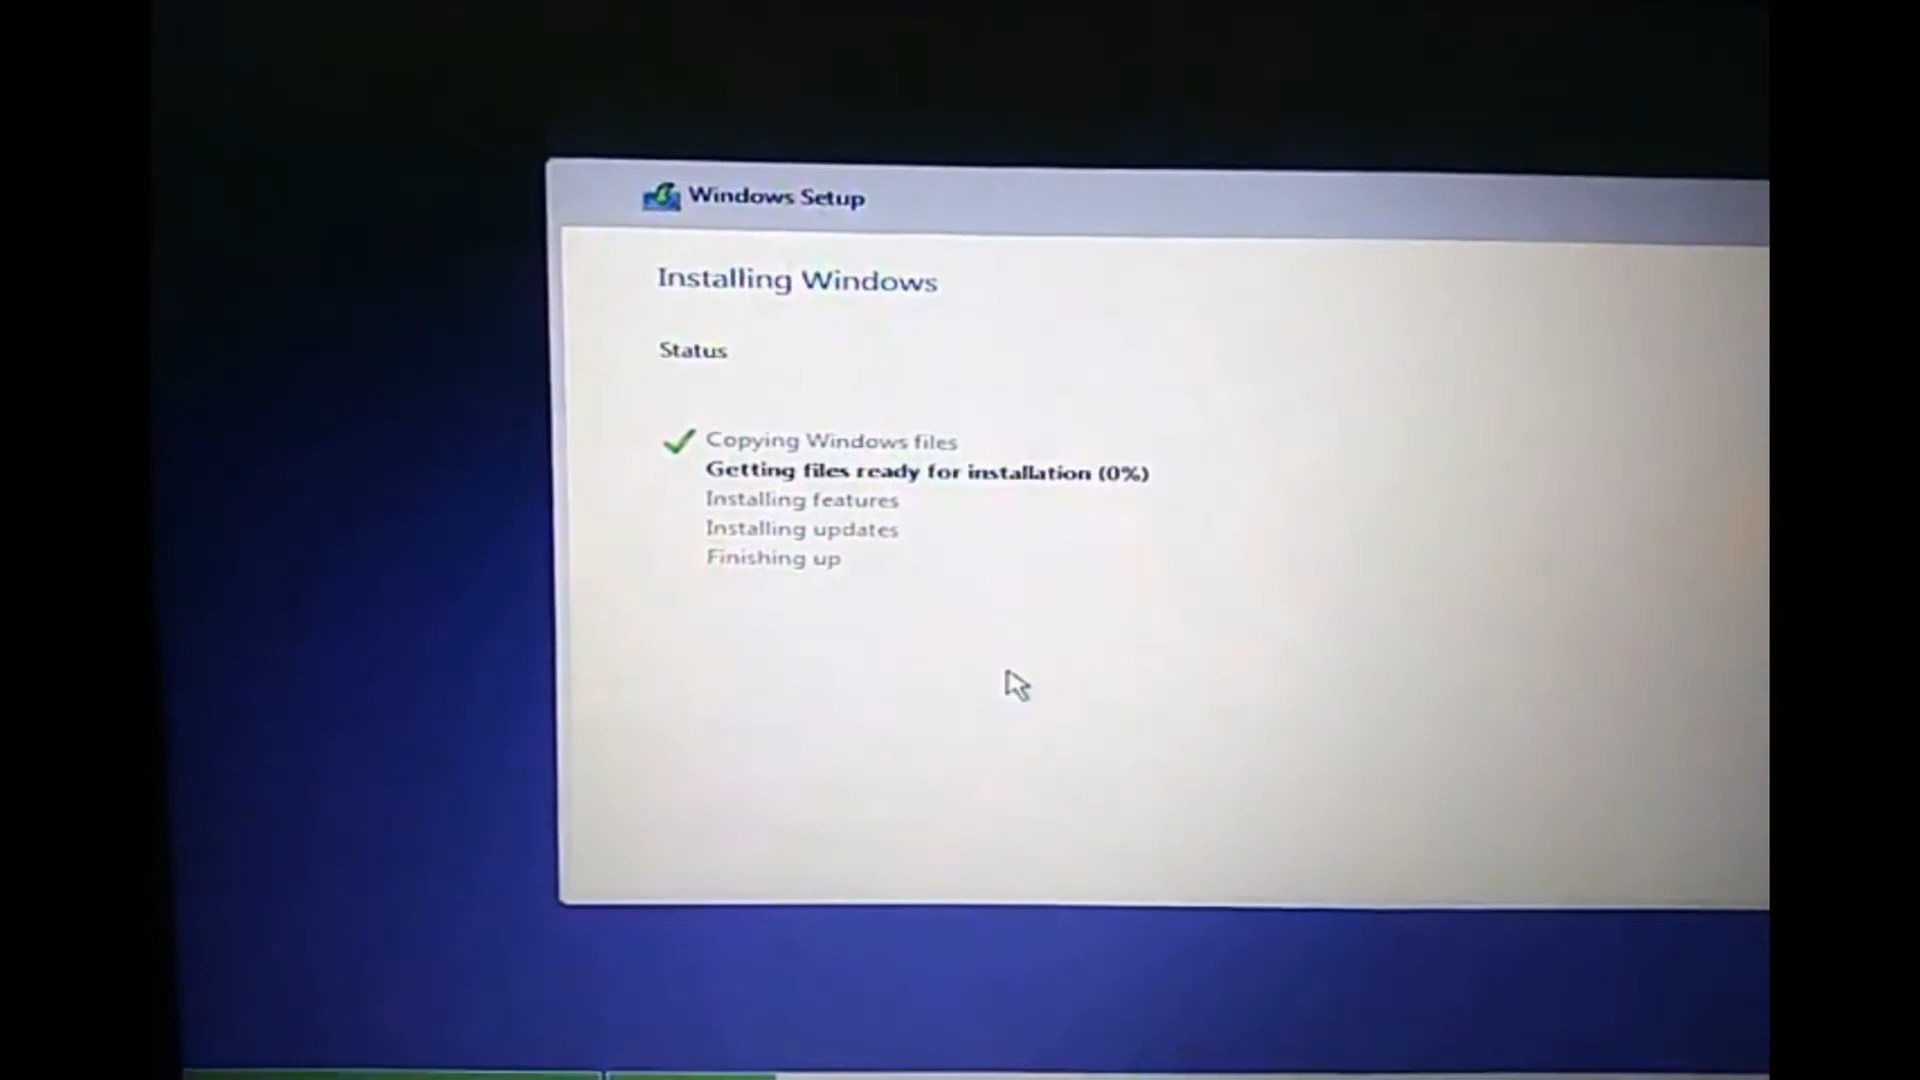 Windows Setup
Installing Windows
Status
Copying Windows files
Getting files ready for installation (0%)
Installing features
Installing updates
Finishing up